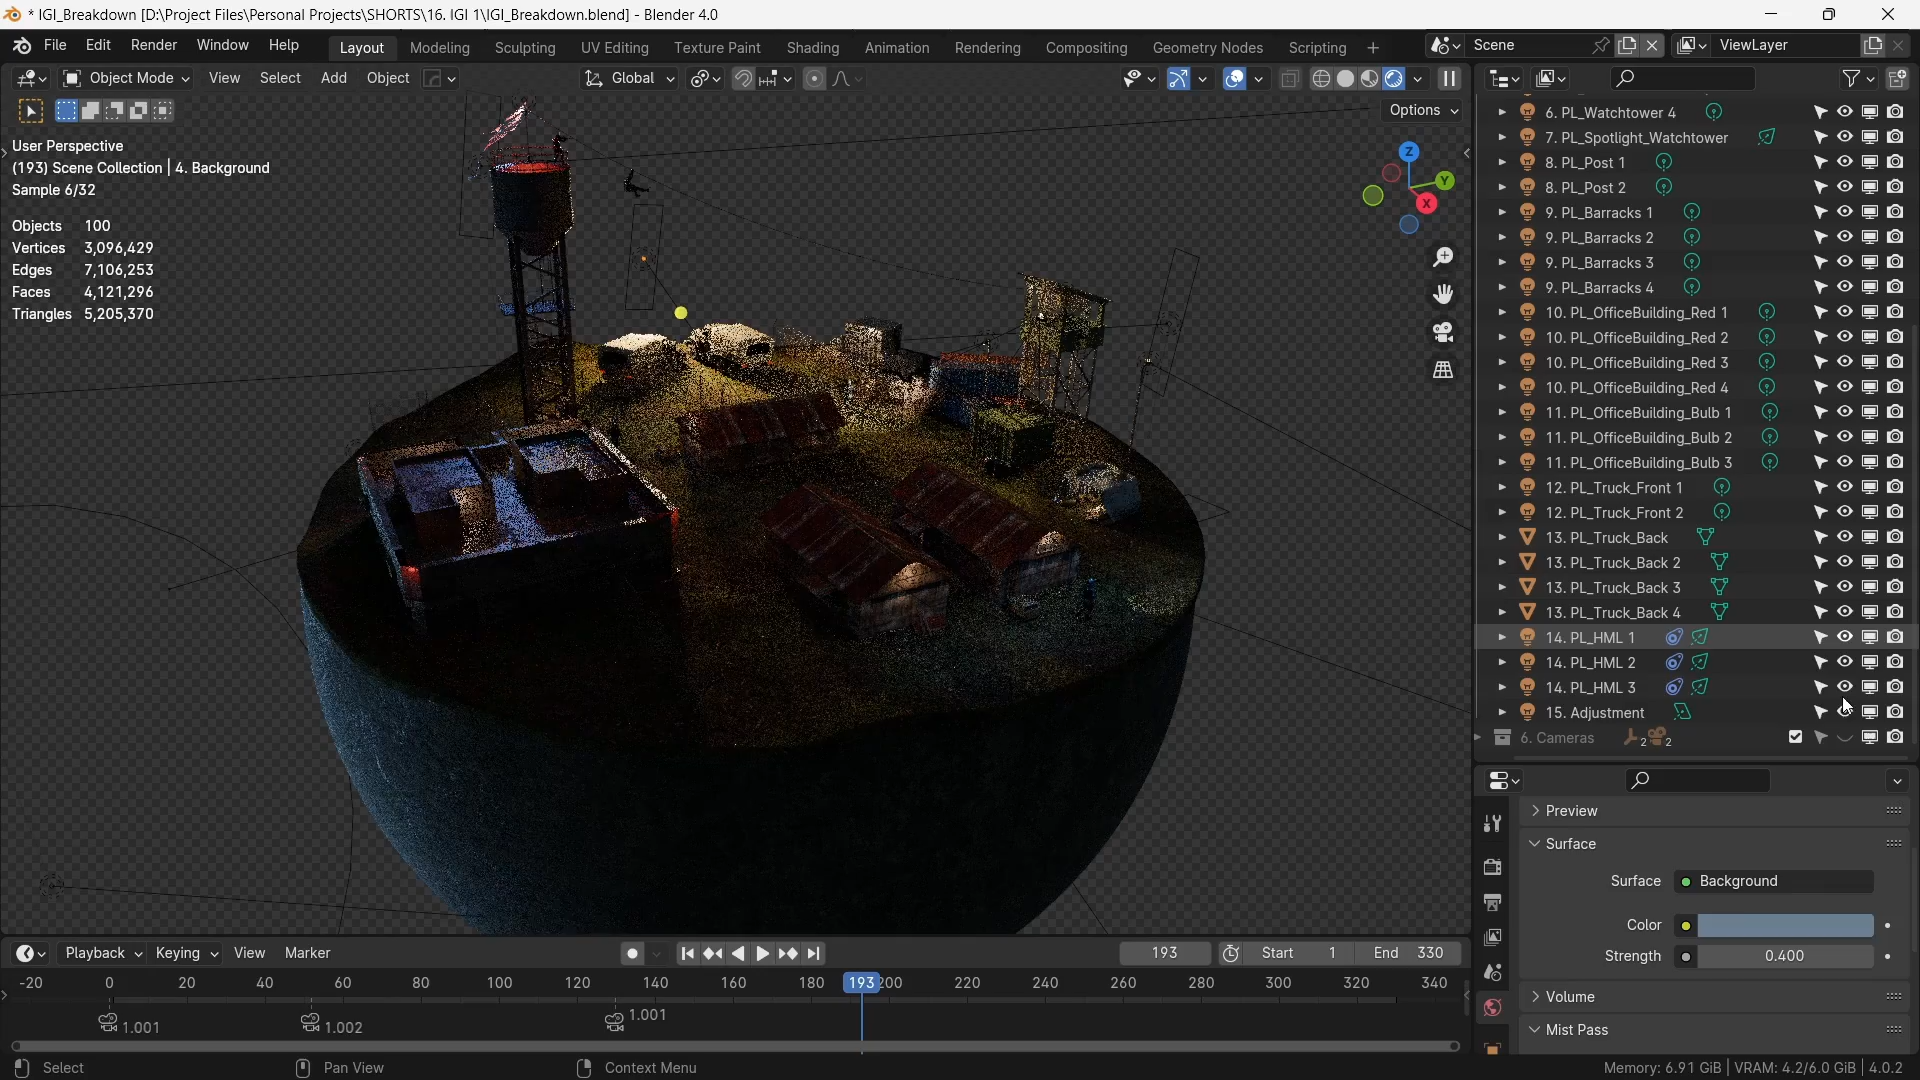 * IGI_Breakdown [D:\Project Files\Personal Projects\SHORTS\16. IGI 1\IGI_Breakdown.blend] - Blender 4.0
File Edit Render Window Help Layout Modeling Sculpting UV Editing Texture Paint Shading Animation Rendering Compositing Geometry Nodes Scripting + Scene ViewLayer
Object Mode View Select Add Object Global
Options
User Perspective
(193) Scene Collection | 4. Background
Sample 6/32
Objects 100
Vertices 3,096,429
Edges 7,106,253
Faces 4,121,296
Triangles 5,205,370
Z
Y
X
6. PL_Watchtower 4
7. PL_Spotlight_Watchtower
8. PL_Post 1
8. PL_Post 2
9. PL_Barracks 1
9. PL_Barracks 2
9. PL_Barracks 3
9. PL_Barracks 4
10. PL_OfficeBuilding_Red 1
10. PL_OfficeBuilding_Red 2
10. PL_OfficeBuilding_Red 3
10. PL_OfficeBuilding_Red 4
11. PL_OfficeBuilding_Bulb 1
11. PL_OfficeBuilding_Bulb 2
11. PL_OfficeBuilding_Bulb 3
12. PL_Truck_Front 1
12. PL_Truck_Front 2
13. PL_Truck_Back
13. PL_Truck_Back 2
13. PL_Truck_Back 3
13. PL_Truck_Back 4
14. PL_HML 1
14. PL_HML 2
14. PL_HML 3
15. Adjustment
6. Cameras 2 2
Preview
Surface
Surface Background
Color
Strength 0.400
Volume
Mist Pass
Playback Keying View Marker 193 Start 1 End 330
-20 0 20 40 60 80 100 120 140 160 180 193 200 220 240 260 280 300 320 340
1.001 1.002 1.001
Select Pan View Context Menu Memory: 6.91 GiB | VRAM: 4.2/6.0 GiB | 4.0.2